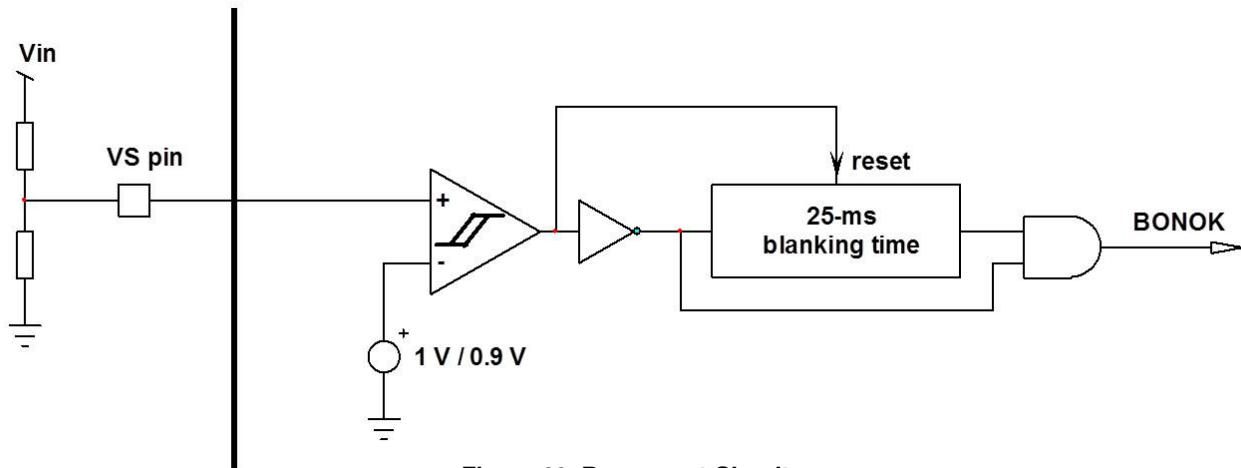 Vin
VS pin
+
-
+
1 V / 0.9 V
reset
25-ms
blanking time
BONOK